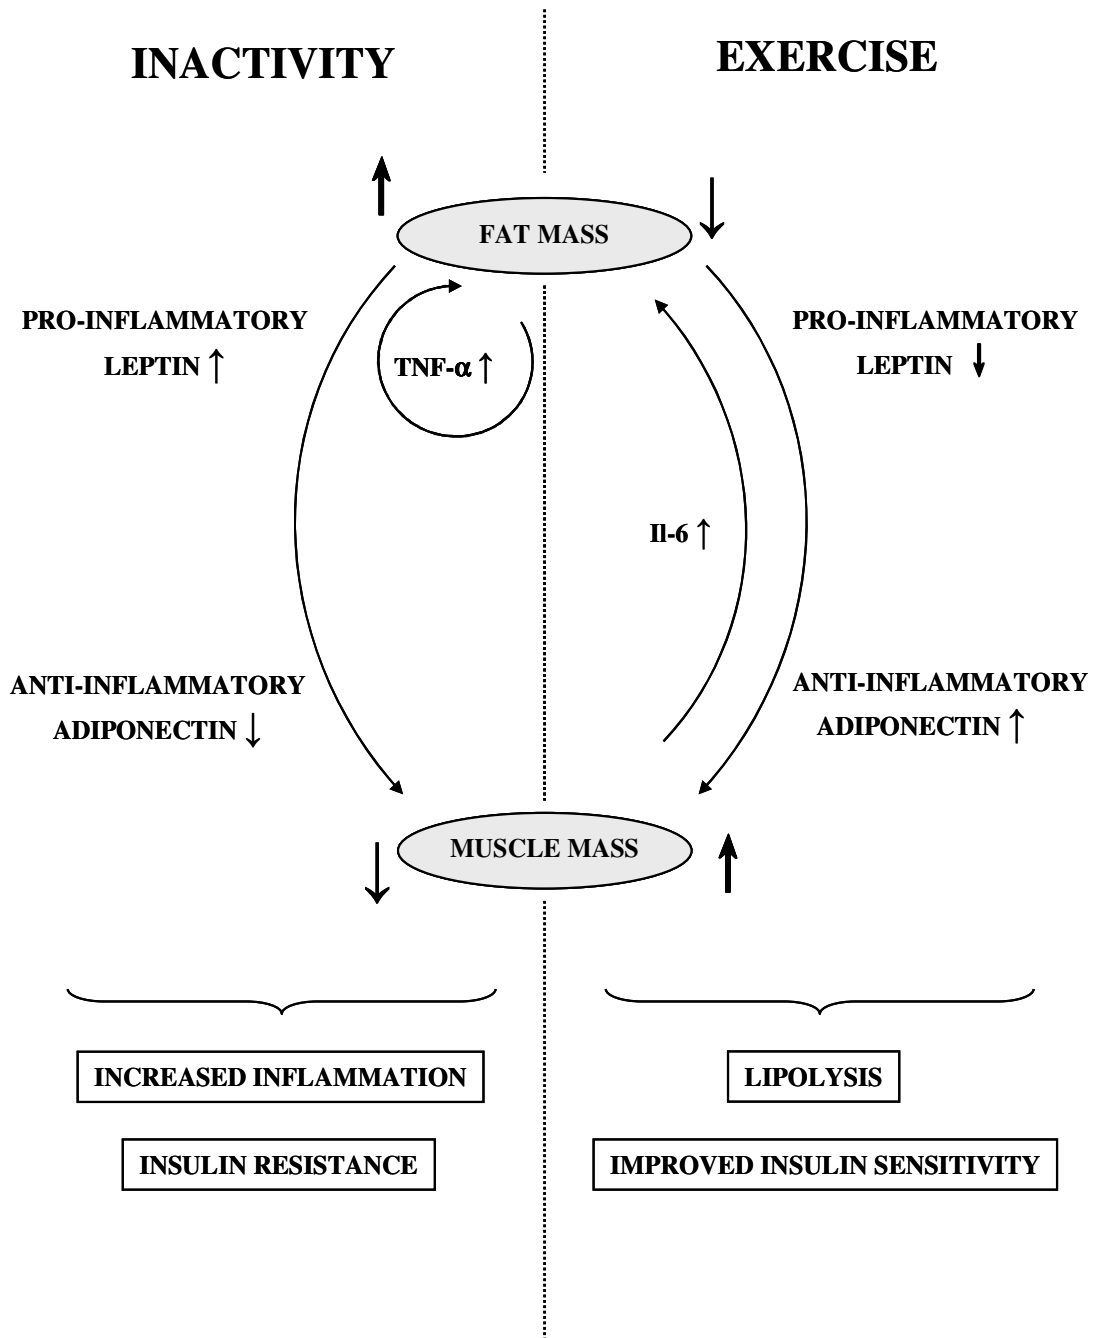 INACTIVITY
EXERCISE
FAT MASS
PRO-INFLAMMATORY
LEPTIN ↑
TNF-α ↑
PRO-INFLAMMATORY
LEPTIN ↓
Il-6 ↑
ANTI-INFLAMMATORY
ADIPONECTIN ↓
ANTI-INFLAMMATORY
ADIPONECTIN ↑
MUSCLE MASS
INCREASED INFLAMMATION
LIPOLYSIS
INSULIN RESISTANCE
IMPROVED INSULIN SENSITIVITY